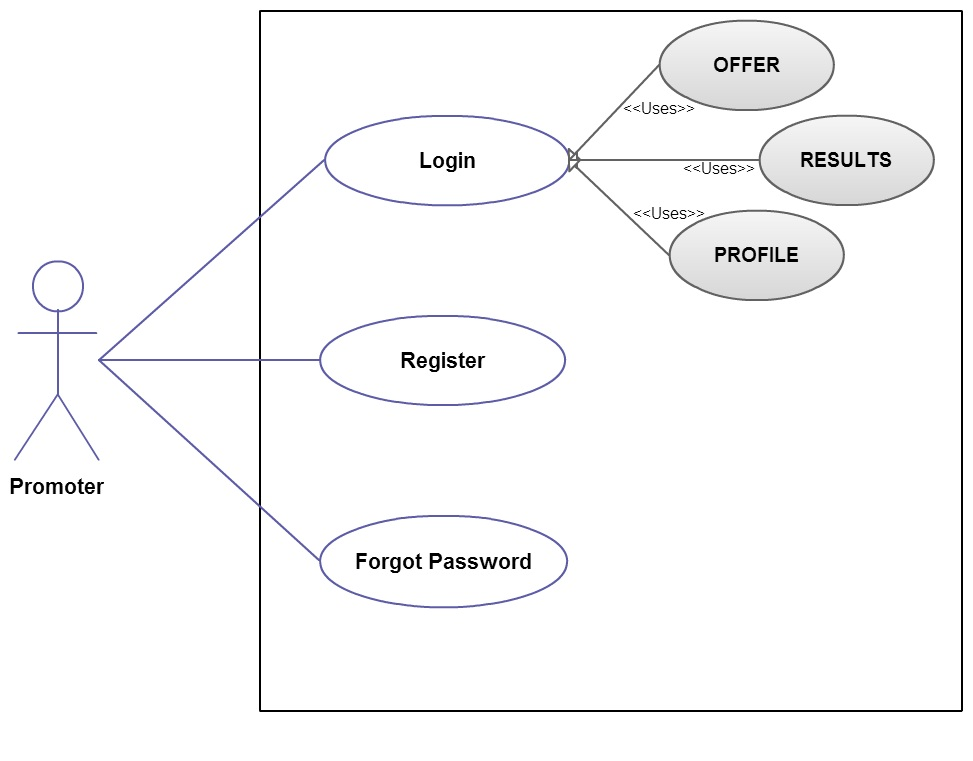 OFFER
<<Uses>>
Login
RESULTS
<<Uses>>
<<Uses>>
PROFILE
Register
Promoter
Forgot Password